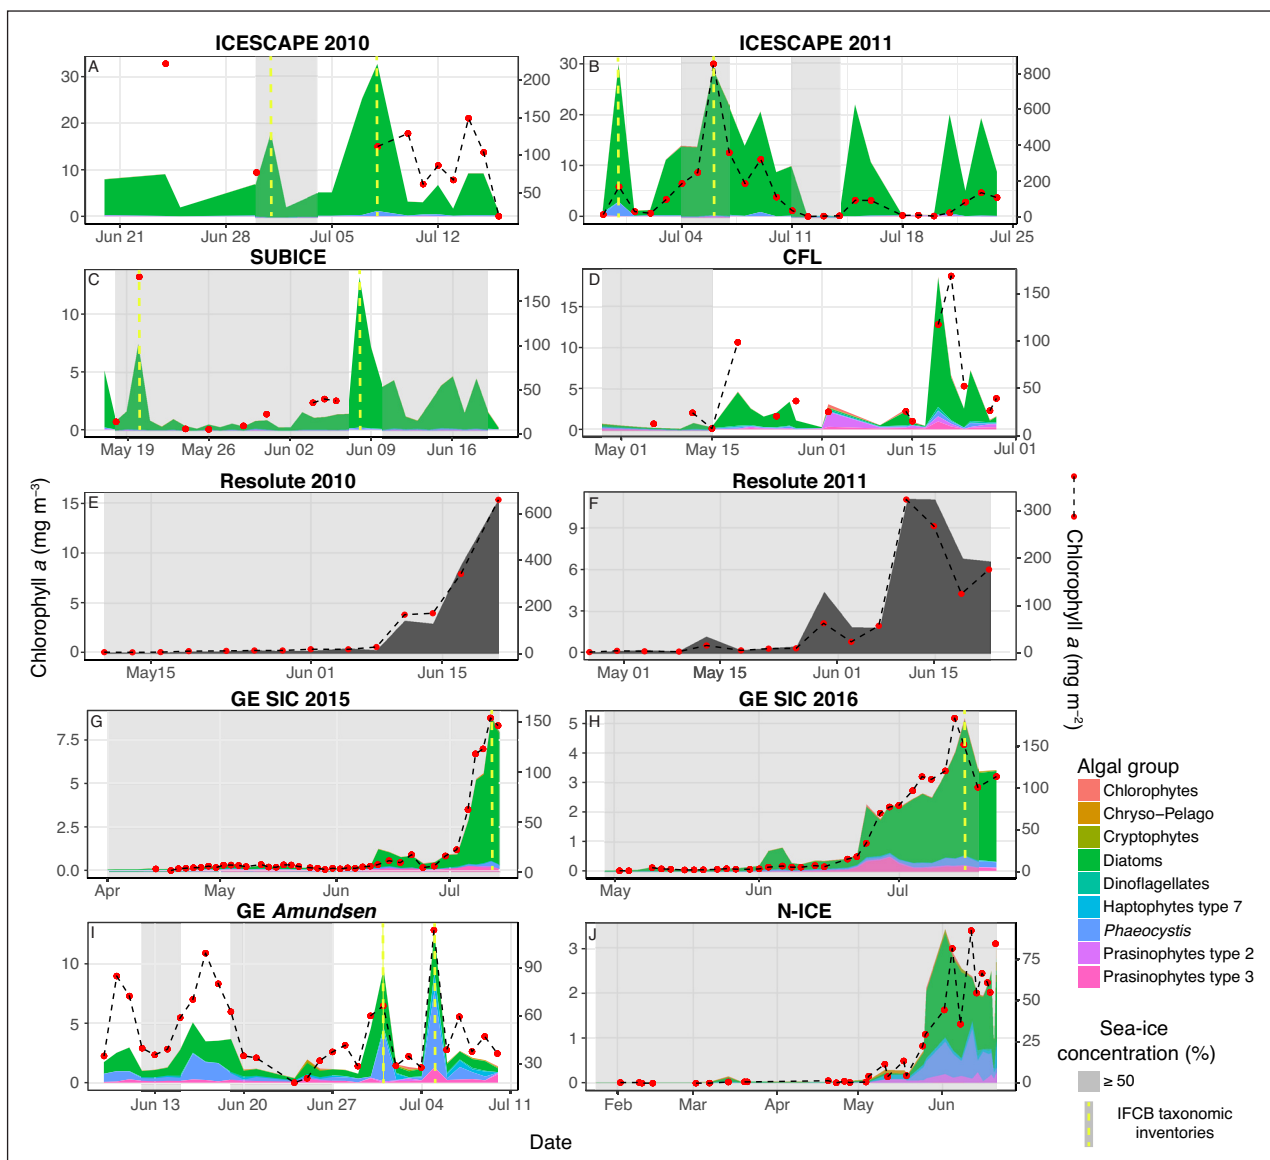 ICESCAPE 2010
ICESCAPE 2011
A
30
20
10
0
200
150
100
50
Jun 21
Jun 28
Jul 05
Jul 12
B
30
20
10
0
800
600
400
200
0
Jul 04
Jul 11
Jul 18
Jul 25
SUBICE
CFL
C
10
5
0
150
100
50
0
May 19
May 26
Jun 02
Jun 09
Jun 16
D
15
10
5
0
150
100
50
0
May 01
May 15
Jun 01
Jun 15
Jul 01
Resolute 2010
Resolute 2011
E
15
10
5
0
600
400
200
0
May15
Jun 01
Jun 15
F
9
6
3
0
300
200
100
0
May 01
May 15
Jun 01
Jun 15
Chlorophyll a (mg m⁻³)
Chlorophyll a (mg m⁻²)
GE SIC 2015
GE SIC 2016
G
7.5
5
2.5
0.0
150
100
50
0
Apr
May
Jun
Jul
H
5
4
3
2
1
0
150
100
50
0
May
Jun
Jul
GE Amundsen
N-ICE
I
10
5
0
90
60
30
Jun 13
Jun 20
Jun 27
Jul 04
Jul 11
J
3
2
1
0
75
50
25
0
Feb
Mar
Apr
May
Jun
Date
Algal group
Chlorophytes
Chryso−Pelago
Cryptophytes
Diatoms
Dinoflagellates
Haptophytes type 7
Phaeocystis
Prasinophytes type 2
Prasinophytes type 3
Sea-ice
concentration (%)
≥ 50
IFCB taxonomic
inventories